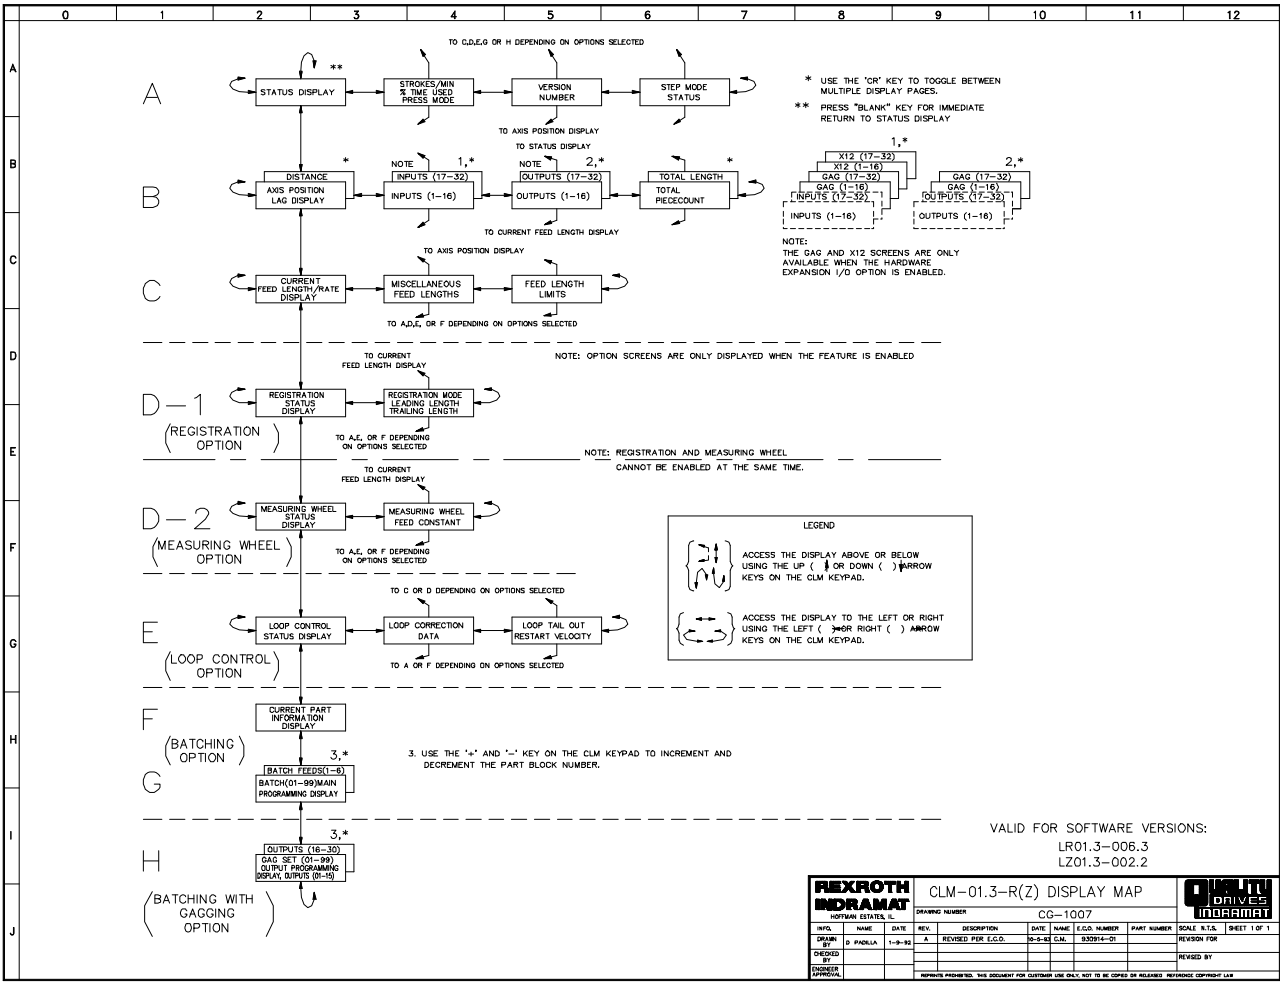 0 1 2 3 4 5 6 7 8 9 10 11 12
A
B
C
D
E
F
G
H
I
J
TO C,D,E,G OR H DEPENDING ON OPTIONS SELECTED
A
**
STATUS DISPLAY
STROKES/MIN
% TIME USED
PRESS MODE
VERSION
NUMBER
STEP MODE
STATUS
* USE THE 'CR' KEY TO TOGGLE BETWEEN
MULTIPLE DISPLAY PAGES.
** PRESS "BLANK" KEY FOR IMMEDIATE
RETURN TO STATUS DISPLAY
TO AXIS POSITION DISPLAY
TO STATUS DISPLAY
B
*
DISTANCE
AXIS POSITION
LAG DISPLAY
NOTE 1,*
INPUTS (17-32)
INPUTS (1-16)
NOTE 2,*
OUTPUTS (17-32)
OUTPUTS (1-16)
*
TOTAL LENGTH
TOTAL
PIECECOUNT
1,*
X12 (17-32)
X12 (1-16)
GAG (17-32)
GAG (1-16)
INPUTS (17-32)
INPUTS (1-16)
2,*
GAG (17-32)
GAG (1-16)
OUTPUTS (17-32)
OUTPUTS (1-16)
TO CURRENT FEED LENGTH DISPLAY
NOTE:
THE GAG AND X12 SCREENS ARE ONLY
AVAILABLE WHEN THE HARDWARE
EXPANSION I/O OPTION IS ENABLED.
TO AXIS POSITION DISPLAY
C
CURRENT
FEED LENGTH/RATE
DISPLAY
MISCELLANEOUS
FEED LENGTHS
FEED LENGTH
LIMITS
TO A,D,E, OR F DEPENDING ON OPTIONS SELECTED
NOTE: OPTION SCREENS ARE ONLY DISPLAYED WHEN THE FEATURE IS ENABLED
TO CURRENT
FEED LENGTH DISPLAY
D-1
(REGISTRATION
OPTION)
REGISTRATION
STATUS
DISPLAY
REGISTRATION MODE
LEADING LENGTH
TRAILING LENGTH
TO A,E, OR F DEPENDING
ON OPTIONS SELECTED
NOTE: REGISTRATION AND MEASURING WHEEL
CANNOT BE ENABLED AT THE SAME TIME.
TO CURRENT
FEED LENGTH DISPLAY
D-2
(MEASURING WHEEL
OPTION)
MEASURING WHEEL
STATUS
DISPLAY
MEASURING WHEEL
FEED CONSTANT
TO A,E, OR F DEPENDING
ON OPTIONS SELECTED
LEGEND
ACCESS THE DISPLAY ABOVE OR BELOW
USING THE UP ( ) OR DOWN ( ) ARROW
KEYS ON THE CLM KEYPAD.
ACCESS THE DISPLAY TO THE LEFT OR RIGHT
USING THE LEFT ( ) OR RIGHT ( ) ARROW
KEYS ON THE CLM KEYPAD.
TO C OR D DEPENDING ON OPTIONS SELECTED
E
(LOOP CONTROL
OPTION)
LOOP CONTROL
STATUS DISPLAY
LOOP CORRECTION
DATA
LOOP TAIL OUT
RESTART VELOCITY
TO A OR F DEPENDING ON OPTIONS SELECTED
F
CURRENT PART
INFORMATION
DISPLAY
(BATCHING
OPTION)
3. USE THE '+' AND '-' KEY ON THE CLM KEYPAD TO INCREMENT AND
DECREMENT THE PART BLOCK NUMBER.
G
3,*
BATCH FEEDS(1-6)
BATCH(01-99)MAIN
PROGRAMMING DISPLAY
H
3,*
OUTPUTS (16-30)
GAG SET (01-99)
OUTPUT PROGRAMMING
DISPLAY, OUTPUTS (01-15)
(BATCHING WITH
GAGGING
OPTION)
VALID FOR SOFTWARE VERSIONS:
LR01.3-006.3
LZ01.3-002.2
REXROTH
INDRAMAT
HOFFMAN ESTATES, IL.
CLM-01.3-R(Z) DISPLAY MAP
DRAWING NUMBER
CG-1007
QUALITY
DRIVES
INDRAMAT
INFO. NAME DATE REV. DESCRIPTION DATE NAME E.C.O. NUMBER PART NUMBER SCALE N.T.S. SHEET 1 OF 1
DRAWN
BY D PADILLA 1-9-92 A REVISED PER E.C.O. C.M. 930914-01 REVISION FOR
CHECKED
BY
REVISED BY
ENGINEER
APPROVAL
REPRINTS PROHIBITED. THIS DOCUMENT FOR CUSTOMER USE ONLY, NOT TO BE COPIED OR RELEASED REFERENCE COPYRIGHT LAW